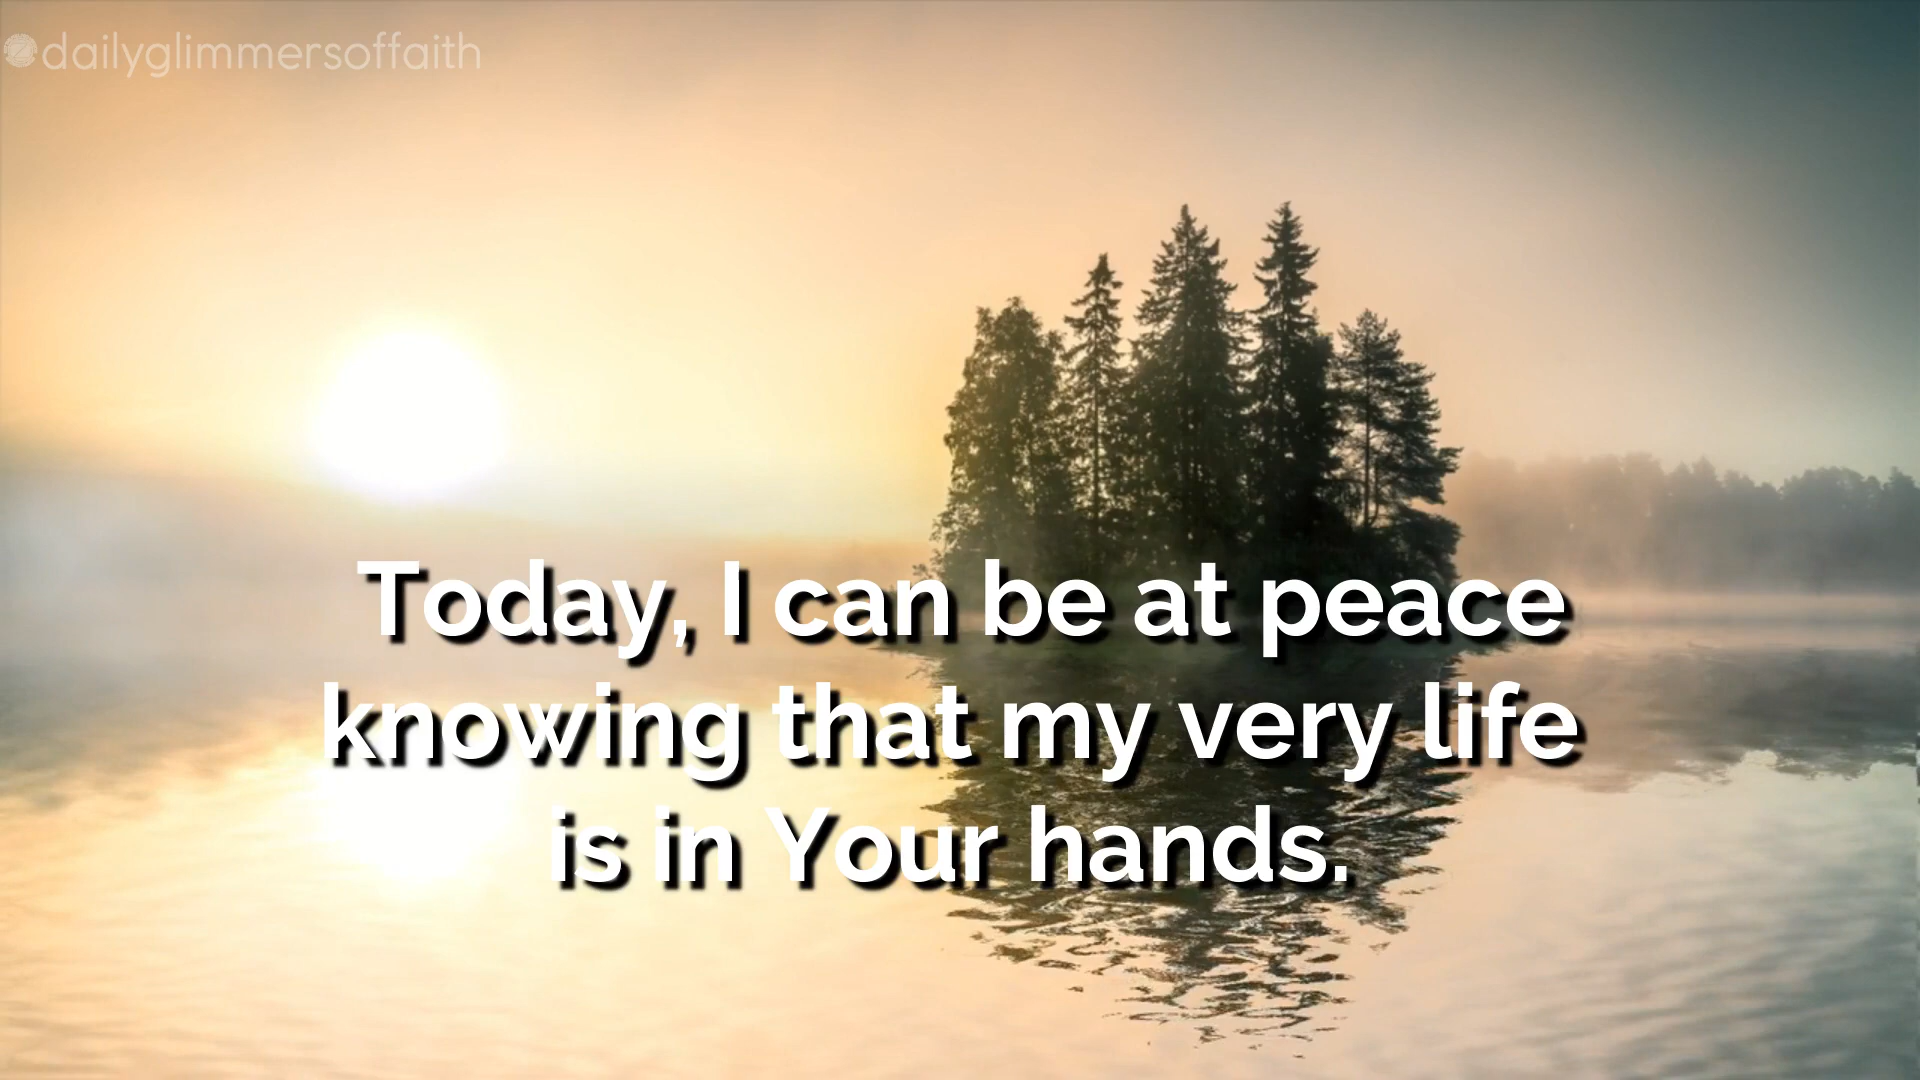 @dailyglimmersoffaith
Today, I can be at peace
knowing that my very life
is in Your hands.